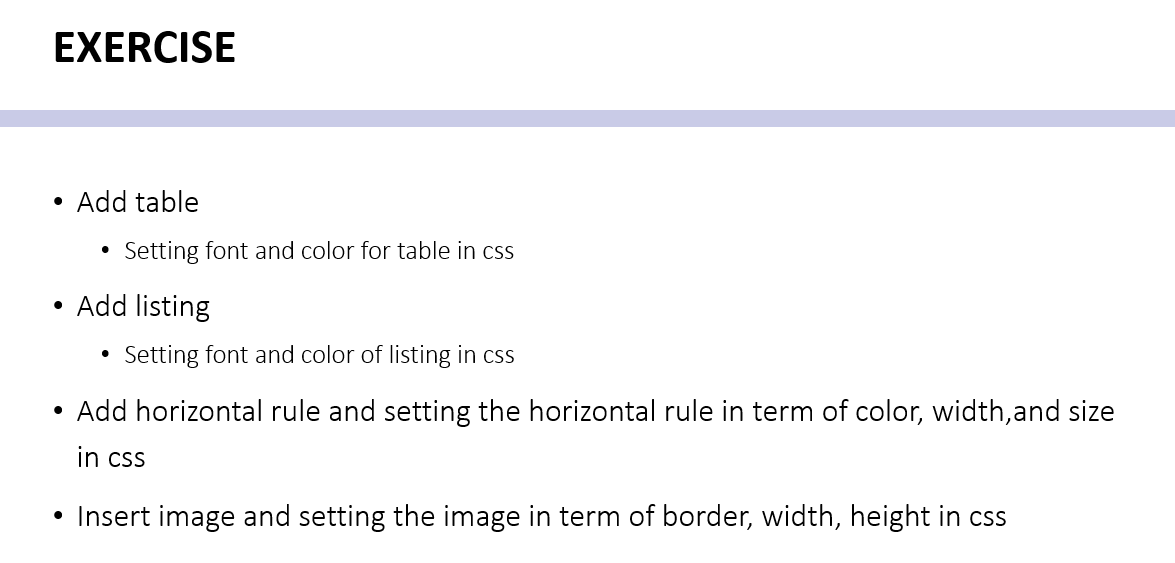 EXERCISE
• Add table
• Setting font and color for table in css
• Add listing
• Setting font and color of listing in css
• Add horizontal rule and setting the horizontal rule in term of color, width,and size
in css
• Insert image and setting the image in term of border, width, height in css